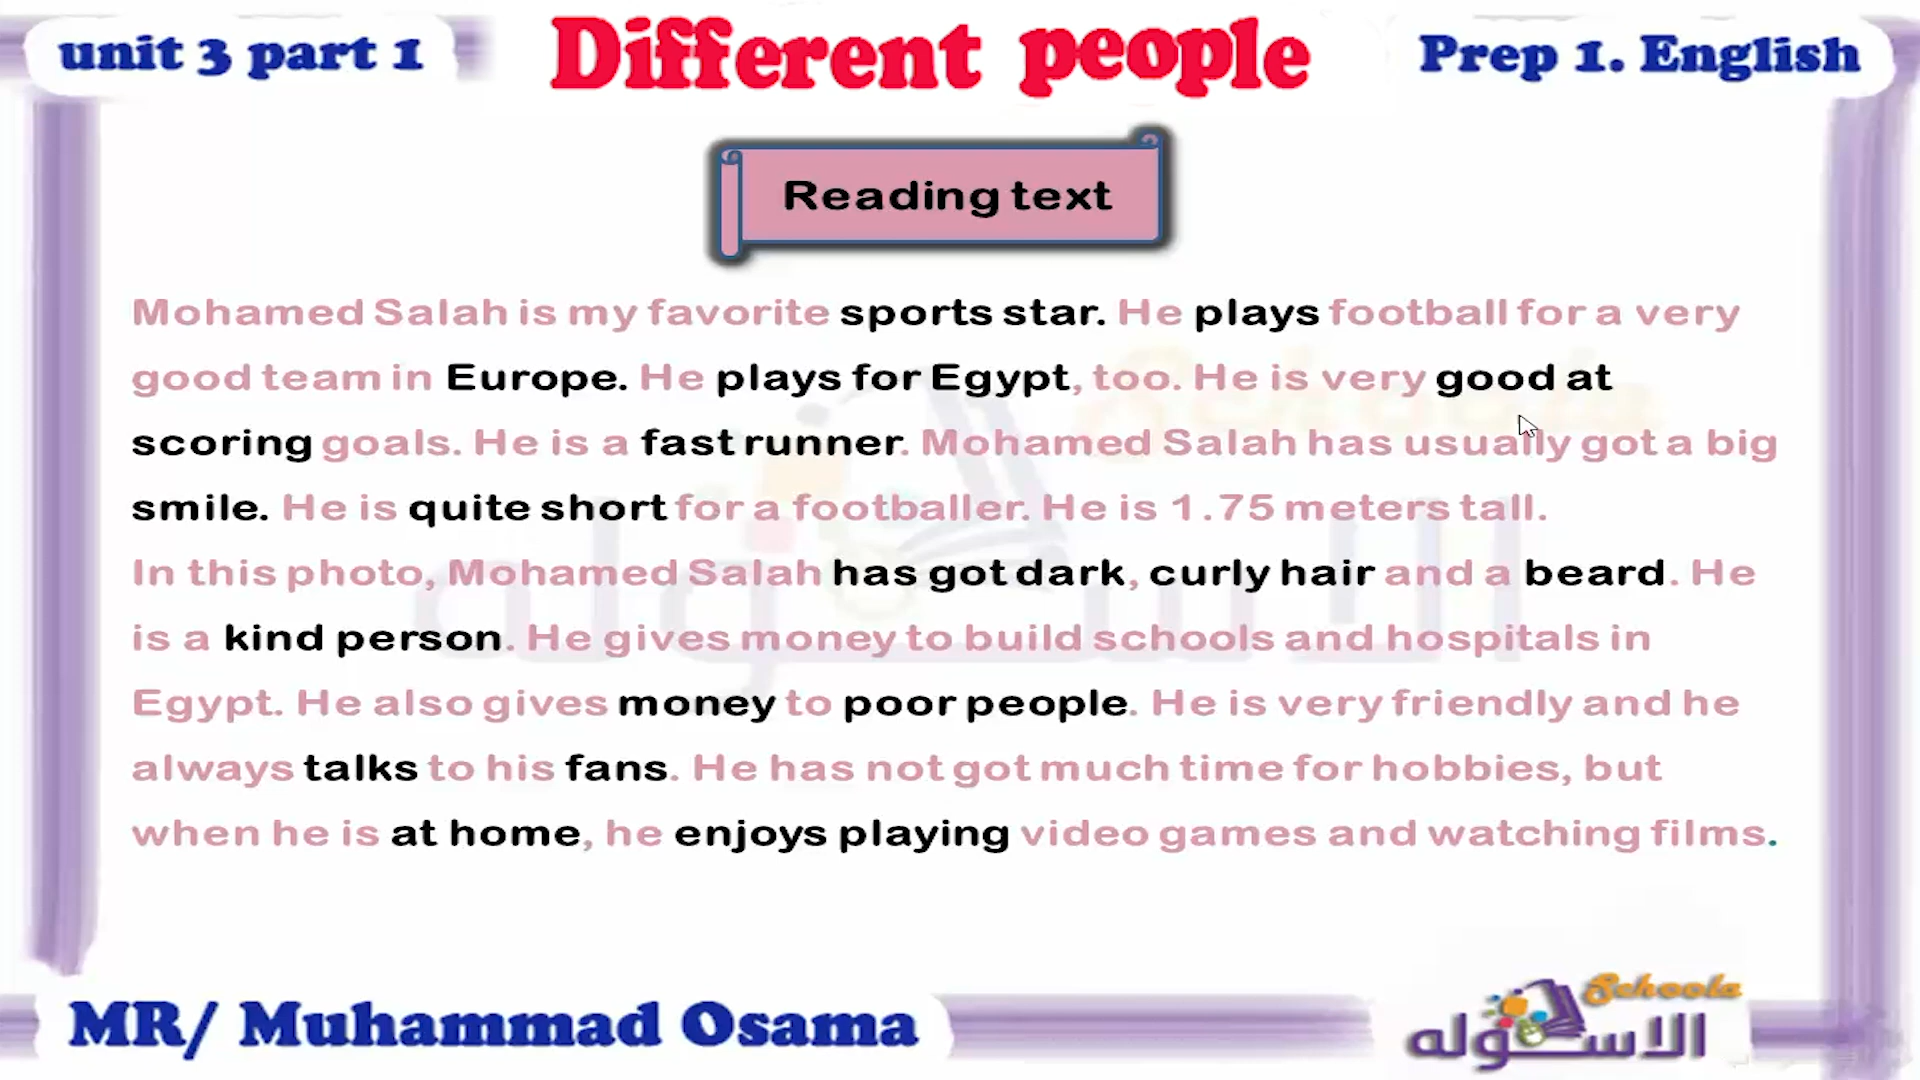 unit 3 part 1
Different people
Prep 1. English
Reading text
Mohamed Salah is my favorite sports star. He plays football for a very
good team in Europe. He plays for Egypt, too. He is very good at
scoring goals. He is a fast runner. Mohamed Salah has usually got a big
smile. He is quite short for a footballer. He is 1.75 meters tall.
In this photo, Mohamed Salah has got dark, curly hair and a beard. He
is a kind person. He gives money to build schools and hospitals in
Egypt. He also gives money to poor people. He is very friendly and he
always talks to his fans. He has not got much time for hobbies, but
when he is at home, he enjoys playing video games and watching films.
MR/ Muhammad Osama
Schoola
الاسكوله